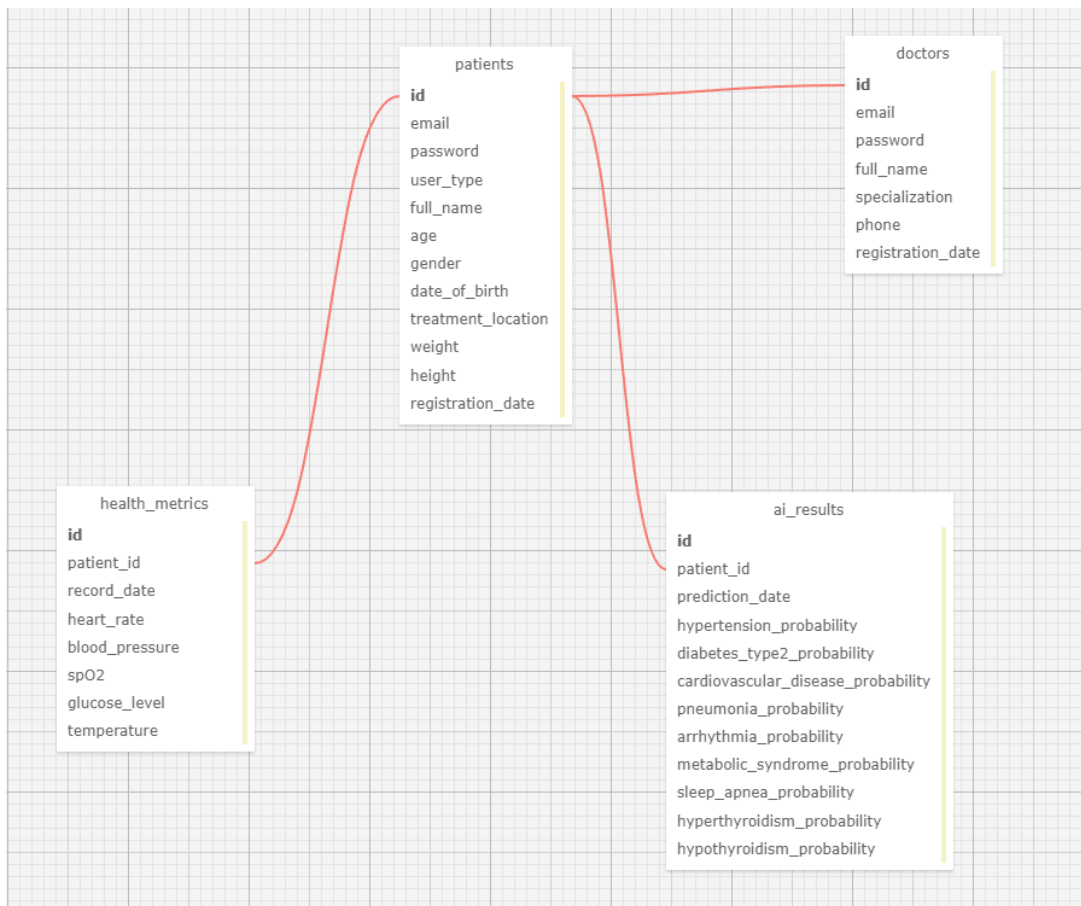 patients
id
email
password
user_type
full_name
age
gender
date_of_birth
treatment_location
weight
height
registration_date
doctors
id
email
password
full_name
specialization
phone
registration_date
health_metrics
id
patient_id
record_date
heart_rate
blood_pressure
spO2
glucose_level
temperature
ai_results
id
patient_id
prediction_date
hypertension_probability
diabetes_type2_probability
cardiovascular_disease_probability
pneumonia_probability
arrhythmia_probability
metabolic_syndrome_probability
sleep_apnea_probability
hyperthyroidism_probability
hypothyroidism_probability